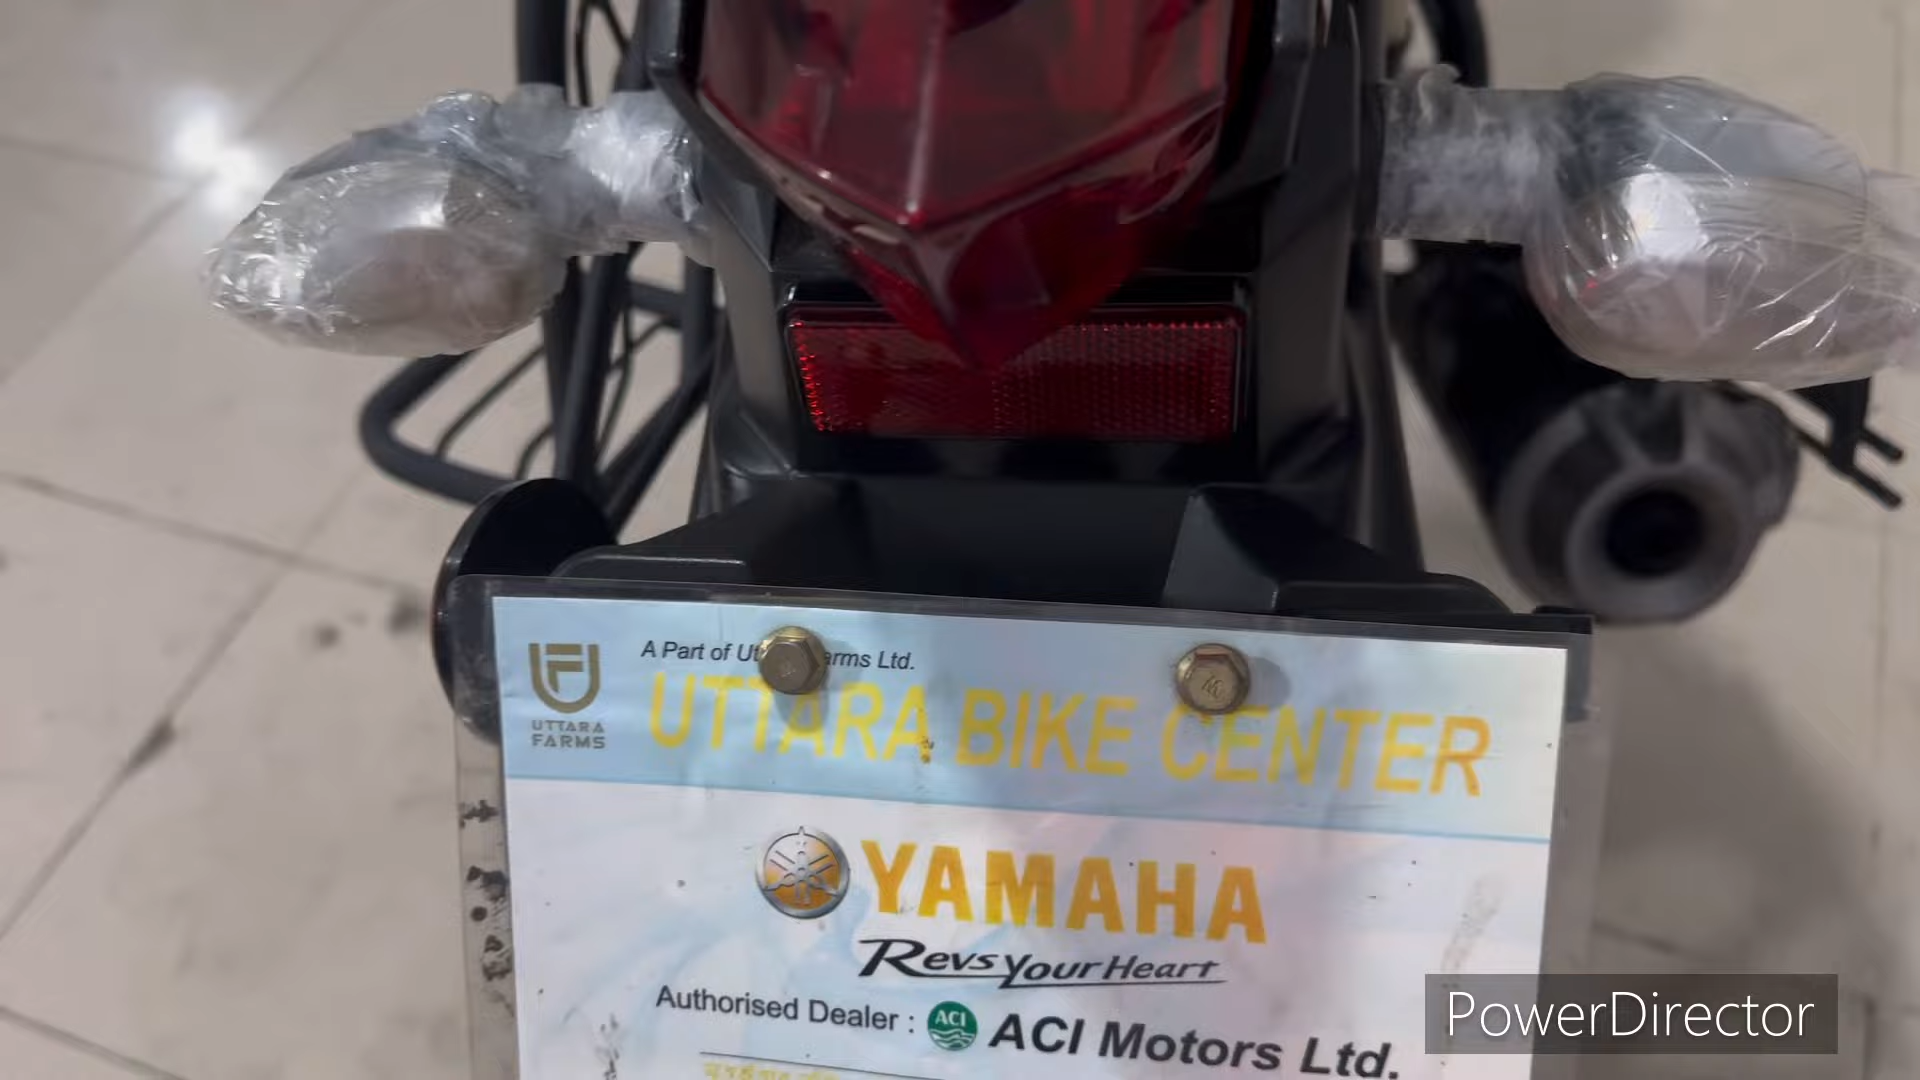 A Part of Ut arms Ltd.
UTTARA BIKE CENTER
UTTARA
FARMS
YAMAHA
Revs Your Heart
Authorised Dealer : ACI ACI Motors Ltd.
PowerDirector